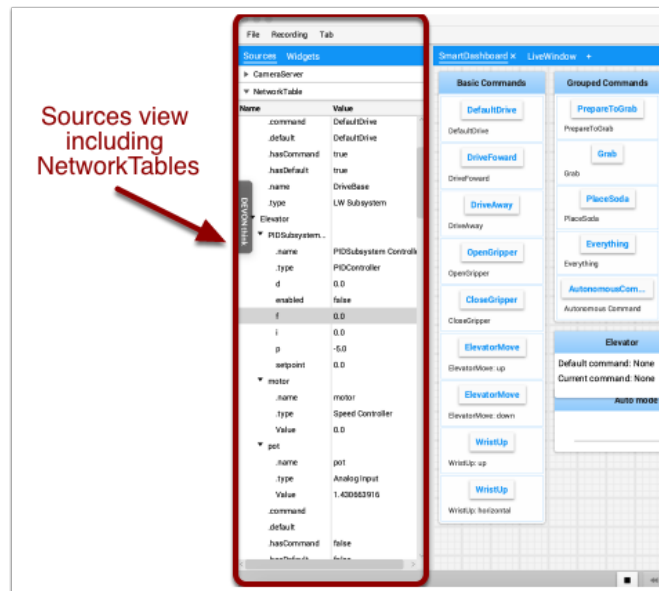 File Recording Tab
Sources Widgets
CameraServer
NetworkTable
Name Value
.command DefaultDrive
.default DefaultDrive
.hasCommand true
.hasDefault true
.name DriveBase
.type LW Subsystem
Elevator
PIDSubsystem...
.name PIDSubsystem Controll
.type PIDController
d 0.0
enabled false
f 0.0
i 0.0
p -5.0
setpoint 0.0
motor
.name motor
.type Speed Controller
Value 0.0
pot
.name pot
.type Analog Input
Value 1.430663916
.command
.default
.hasCommand false
.hasDefault false
Sources view
including
NetworkTables
DEVONthink
SmartDashboard × LiveWindow +
Basic Commands
DefaultDrive
DefaultDrive
DriveFoward
DriveFoward
DriveAway
DriveAway
OpenGripper
OpenGripper
CloseGripper
CloseGripper
ElevatorMove
ElevatorMove: up
ElevatorMove
ElevatorMove: down
WristUp
WristUp: up
WristUp
WristUp: horizontal
Grouped Commands
PrepareToGrab
PrepareToGrab
Grab
Grab
PlaceSoda
PlaceSoda
Everything
Everything
AutonomousCom...
Autonomous Command
Elevator
Default command: None
Current command: None
Auto mode